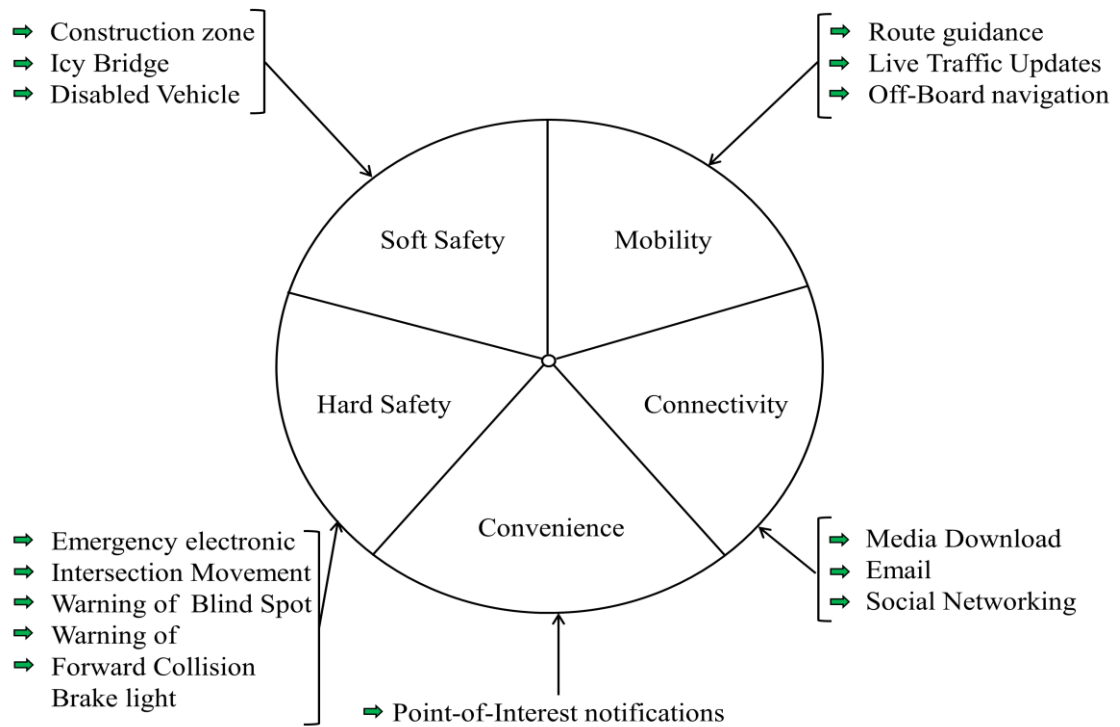 Construction zone
Icy Bridge
Disabled Vehicle
Route guidance
Live Traffic Updates
Off-Board navigation
Soft Safety
Mobility
Hard Safety
Connectivity
Convenience
Emergency electronic
Intersection Movement
Warning of Blind Spot
Warning of
Forward Collision
Brake light
Media Download
Email
Social Networking
Point-of-Interest notifications